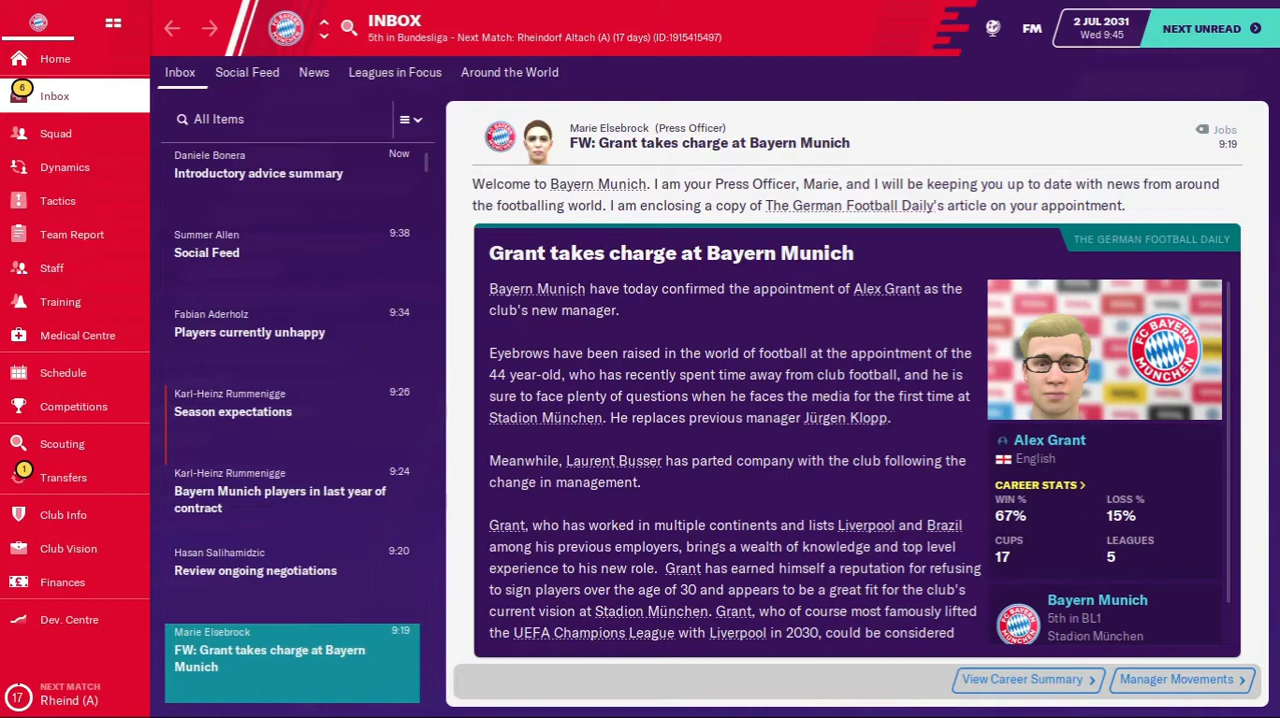 INBOX
5th in Bundesliga - Next Match: Rheindorf Altach (A) (17 days) (ID:1915415497)
FM
2 JUL 2031
Wed 9:45
NEXT UNREAD
Home
6
Inbox
Squad
Dynamics
Tactics
Team Report
Staff
Training
Medical Centre
Schedule
Competitions
Scouting
1
Transfers
Club Info
Club Vision
Finances
Dev. Centre
17
NEXT MATCH
Rheind (A)
Inbox
Social Feed
News
Leagues in Focus
Around the World
All Items
Daniele Bonera
Now
Introductory advice summary
Summer Allen
9:38
Social Feed
Fabian Aderholz
9:34
Players currently unhappy
Karl-Heinz Rummenigge
9:26
Season expectations
Karl-Heinz Rummenigge
9:24
Bayern Munich players in last year of
contract
Hasan Salihamidzic
9:20
Review ongoing negotiations
Marie Elsebrock
9:19
FW: Grant takes charge at Bayern
Munich
Marie Elsebrock (Press Officer)
FW: Grant takes charge at Bayern Munich
Jobs
9:19
Welcome to Bayern Munich. I am your Press Officer, Marie, and I will be keeping you up to date with news from around
the footballing world. I am enclosing a copy of The German Football Daily's article on your appointment.
THE GERMAN FOOTBALL DAILY
Grant takes charge at Bayern Munich
Bayern Munich have today confirmed the appointment of Alex Grant as the
club's new manager.
Eyebrows have been raised in the world of football at the appointment of the
44 year-old, who has recently spent time away from club football, and he is
sure to face plenty of questions when he faces the media for the first time at
Stadion München. He replaces previous manager Jürgen Klopp.
Meanwhile, Laurent Busser has parted company with the club following the
change in management.
Grant, who has worked in multiple continents and lists Liverpool and Brazil
among his previous employers, brings a wealth of knowledge and top level
experience to his new role. Grant has earned himself a reputation for refusing
to sign players over the age of 30 and appears to be a great fit for the club's
current vision at Stadion München. Grant, who of course most famously lifted
the UEFA Champions League with Liverpool in 2030, could be considered
FC BAYERN
MÜNCHEN
Alex Grant
English
CAREER STATS >
WIN %
LOSS %
67%
15%
CUPS
LEAGUES
17
5
Bayern Munich
5th in BL1
Stadion München
View Career Summary >
Manager Movements >